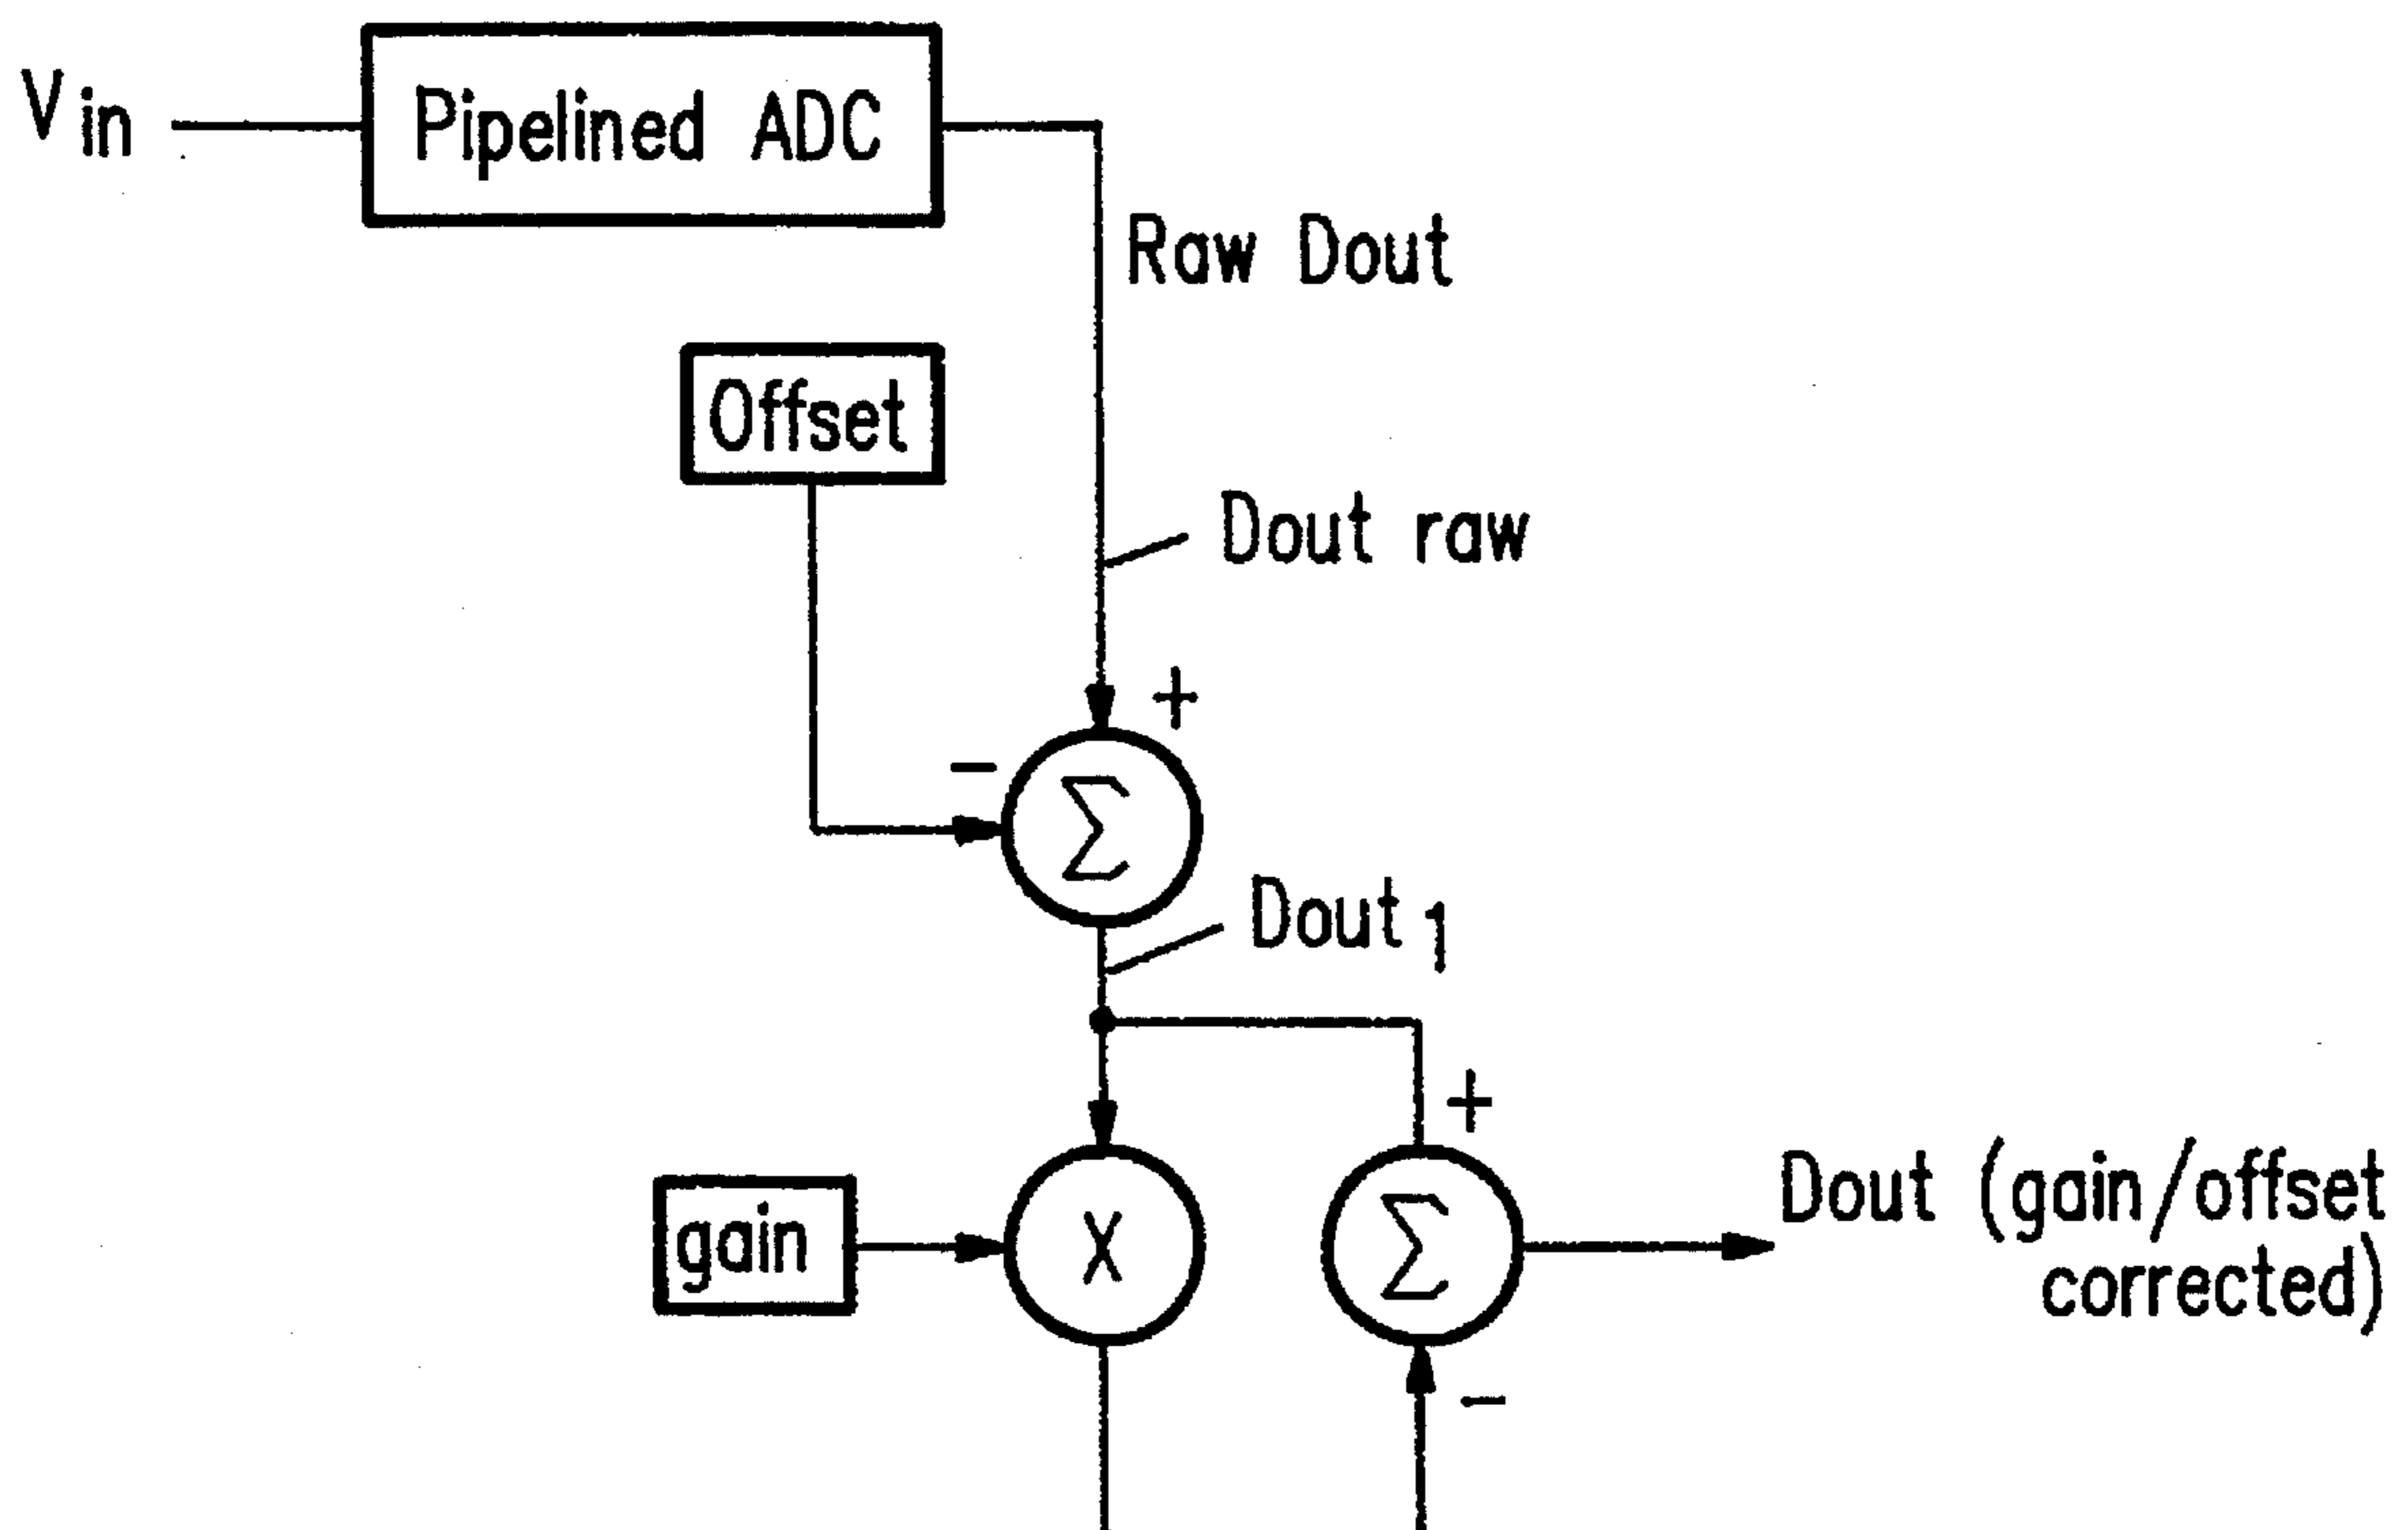 Vin
Pipelined ADC
Raw Dout
Offset
Dout raw
+
−
Σ
Dout1
+
gain
X
Σ
Dout (gain/offset
corrected)
−